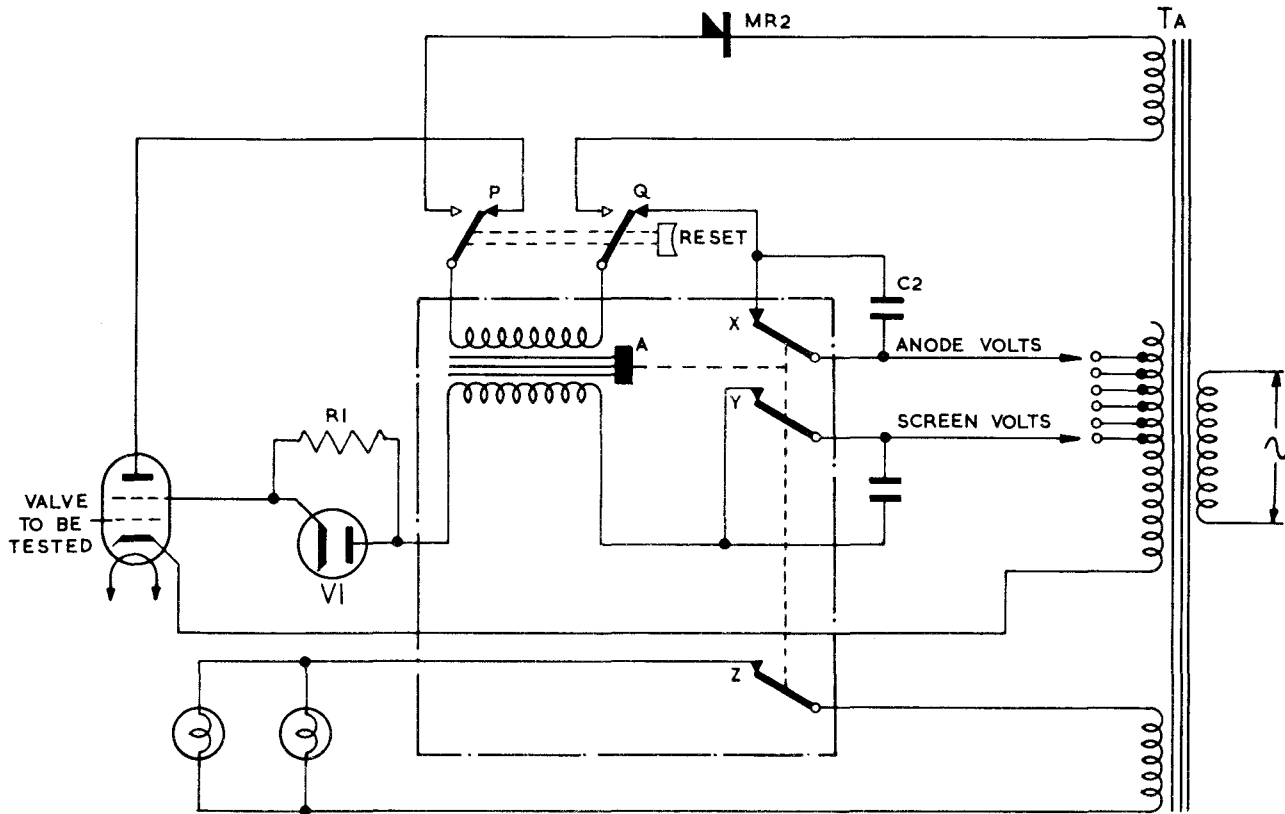 MR2
TA
P
Q
RESET
C2
X
A
ANODE VOLTS
Y
SCREEN VOLTS
R1
VALVE
TO BE
TESTED
V1
Z